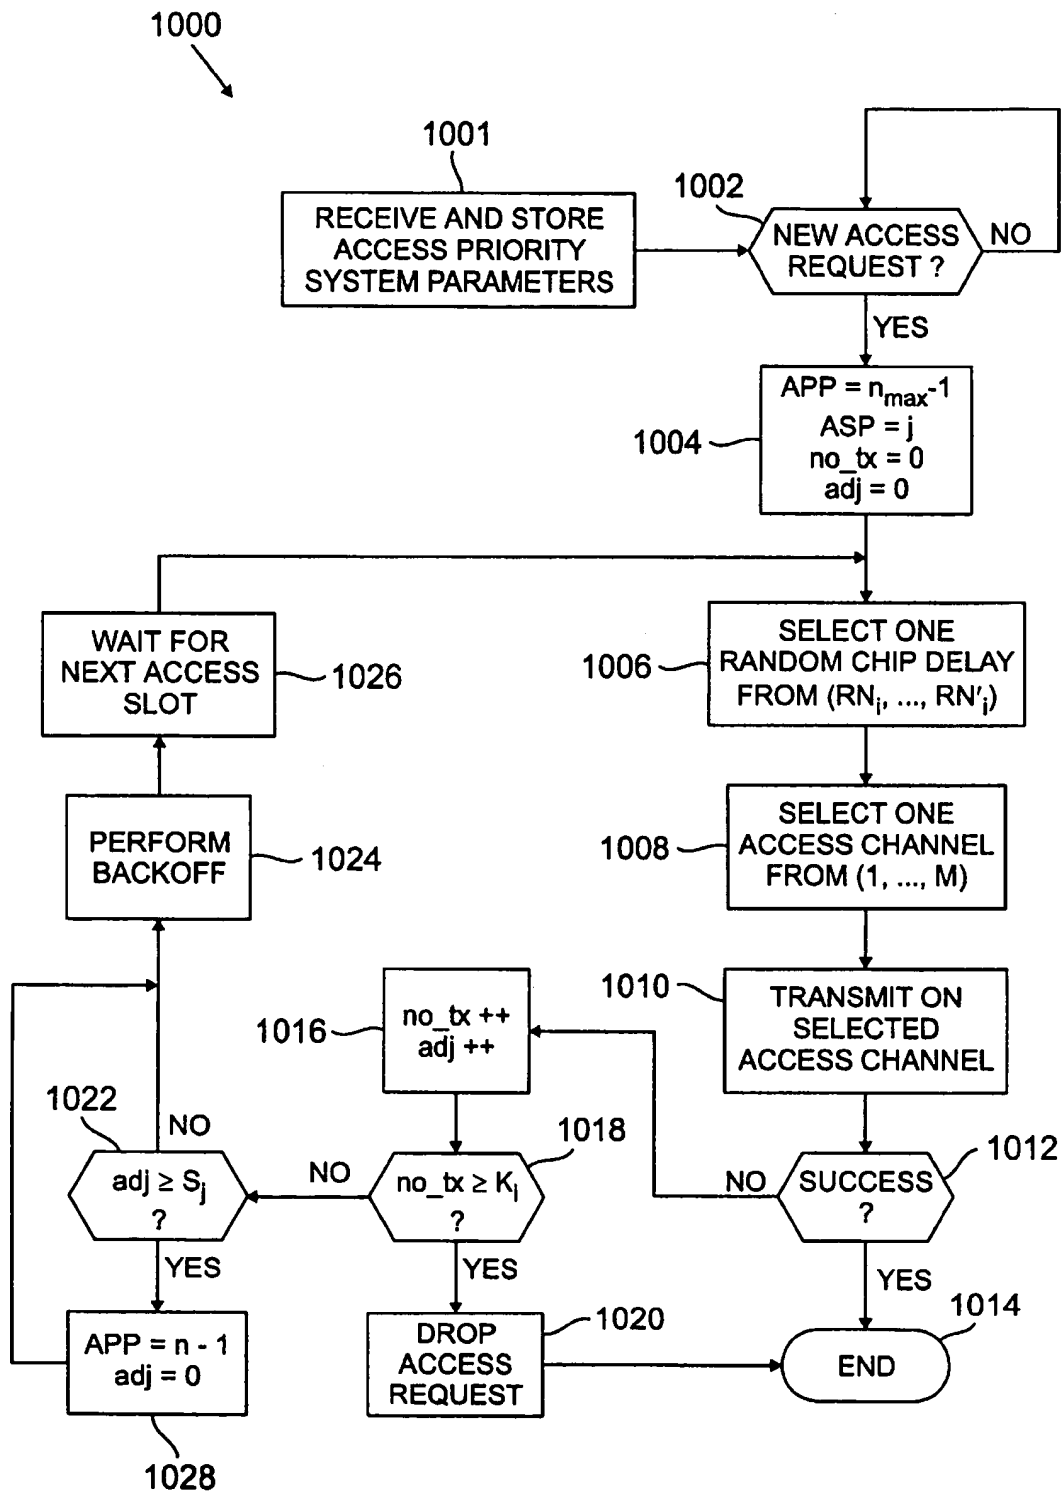 1000
1001
RECEIVE AND STORE
ACCESS PRIORITY
SYSTEM PARAMETERS
1002
NEW ACCESS
REQUEST ?
NO
YES
1004
APP = nmax-1
ASP = j
no_tx = 0
adj = 0
WAIT FOR
NEXT ACCESS
SLOT
1026
1006
SELECT ONE
RANDOM CHIP DELAY
FROM (RNi, ..., RN'i)
PERFORM
BACKOFF
1024
1008
SELECT ONE
ACCESS CHANNEL
FROM (1, ..., M)
1010
TRANSMIT ON
SELECTED
ACCESS CHANNEL
1016
no_tx ++
adj ++
1022
NO
adj ≥ Sj
?
YES
NO
1018
no_tx ≥ Ki
?
YES
NO
1012
SUCCESS
?
YES
APP = n - 1
adj = 0
1028
DROP
ACCESS
REQUEST
1020
1014
END